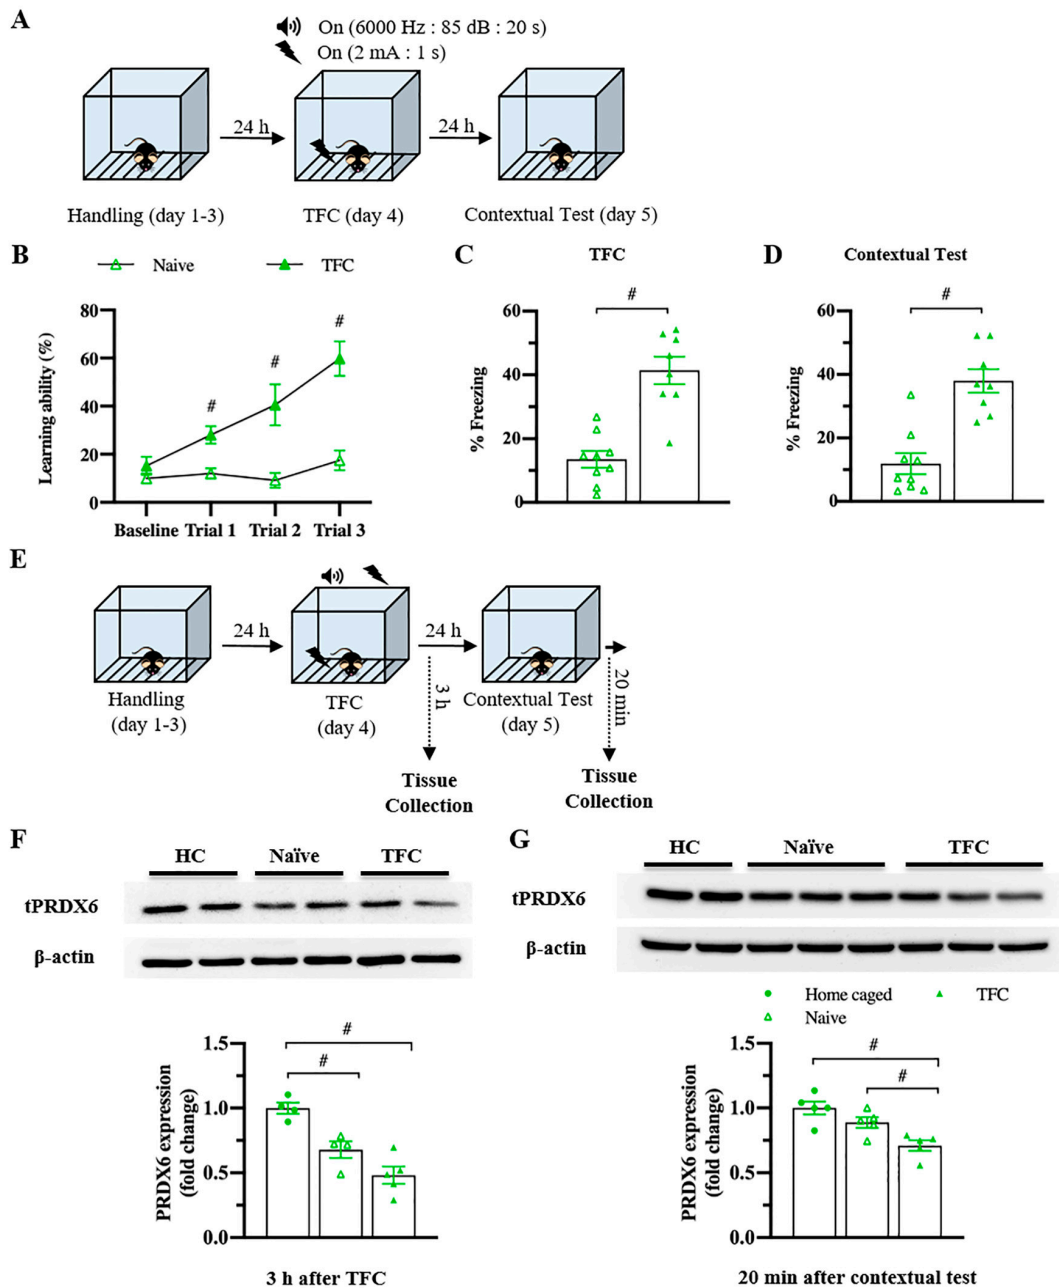 A
On (6000 Hz : 85 dB : 20 s)
On (2 mA : 1 s)
24 h
24 h
Handling (day 1-3)
TFC (day 4)
Contextual Test (day 5)
B
Naive
TFC
Learning ability (%)
80
60
40
20
0
#
#
#
Baseline Trial 1 Trial 2 Trial 3
C
TFC
% Freezing
60
40
20
0
#
D
Contextual Test
% Freezing
60
40
20
0
#
E
24 h
24 h
Handling
(day 1-3)
TFC
(day 4)
Contextual Test
(day 5)
3 h
20 min
Tissue
Collection
Tissue
Collection
F
HC Naïve TFC
tPRDX6
β-actin
PRDX6 expression
(fold change)
1.5
1.0
0.5
0.0
#
#
3 h after TFC
G
HC Naïve TFC
tPRDX6
β-actin
Home caged
TFC
Naive
PRDX6 expression
(fold change)
1.5
1.0
0.5
0.0
#
#
20 min after contextual test